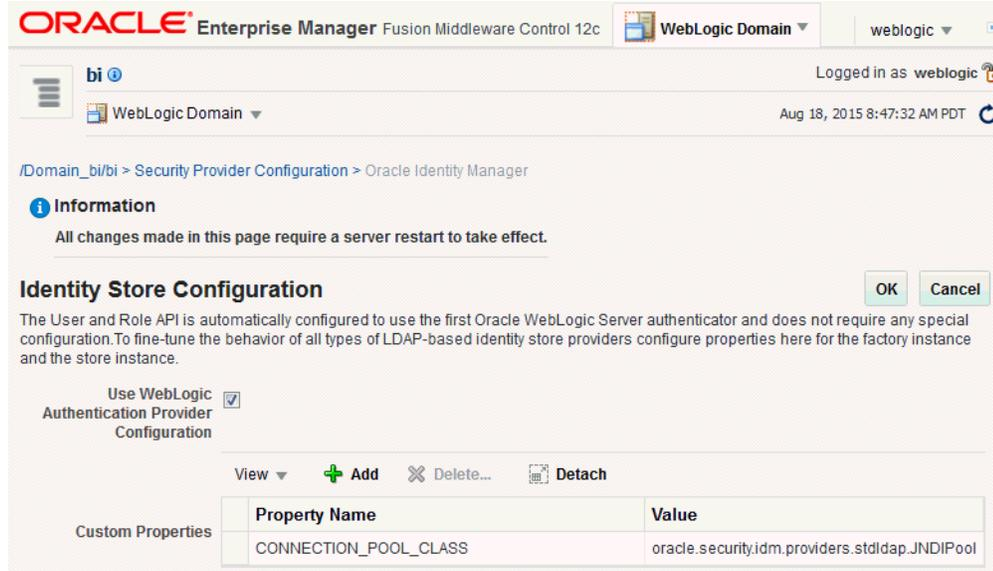 ORACLE Enterprise Manager Fusion Middleware Control 12c WebLogic Domain weblogic
bi Logged in as weblogic
WebLogic Domain Aug 18, 2015 8:47:32 AM PDT
/Domain_bi/bi > Security Provider Configuration > Oracle Identity Manager
Information
All changes made in this page require a server restart to take effect.
Identity Store Configuration OK Cancel
The User and Role API is automatically configured to use the first Oracle WebLogic Server authenticator and does not require any special
configuration.To fine-tune the behavior of all types of LDAP-based identity store providers configure properties here for the factory instance
and the store instance.
Use WebLogic
Authentication Provider
Configuration
View Add Delete... Detach
Property Name Value
Custom Properties
CONNECTION_POOL_CLASS oracle.security.idm.providers.stdldap.JNDIPool